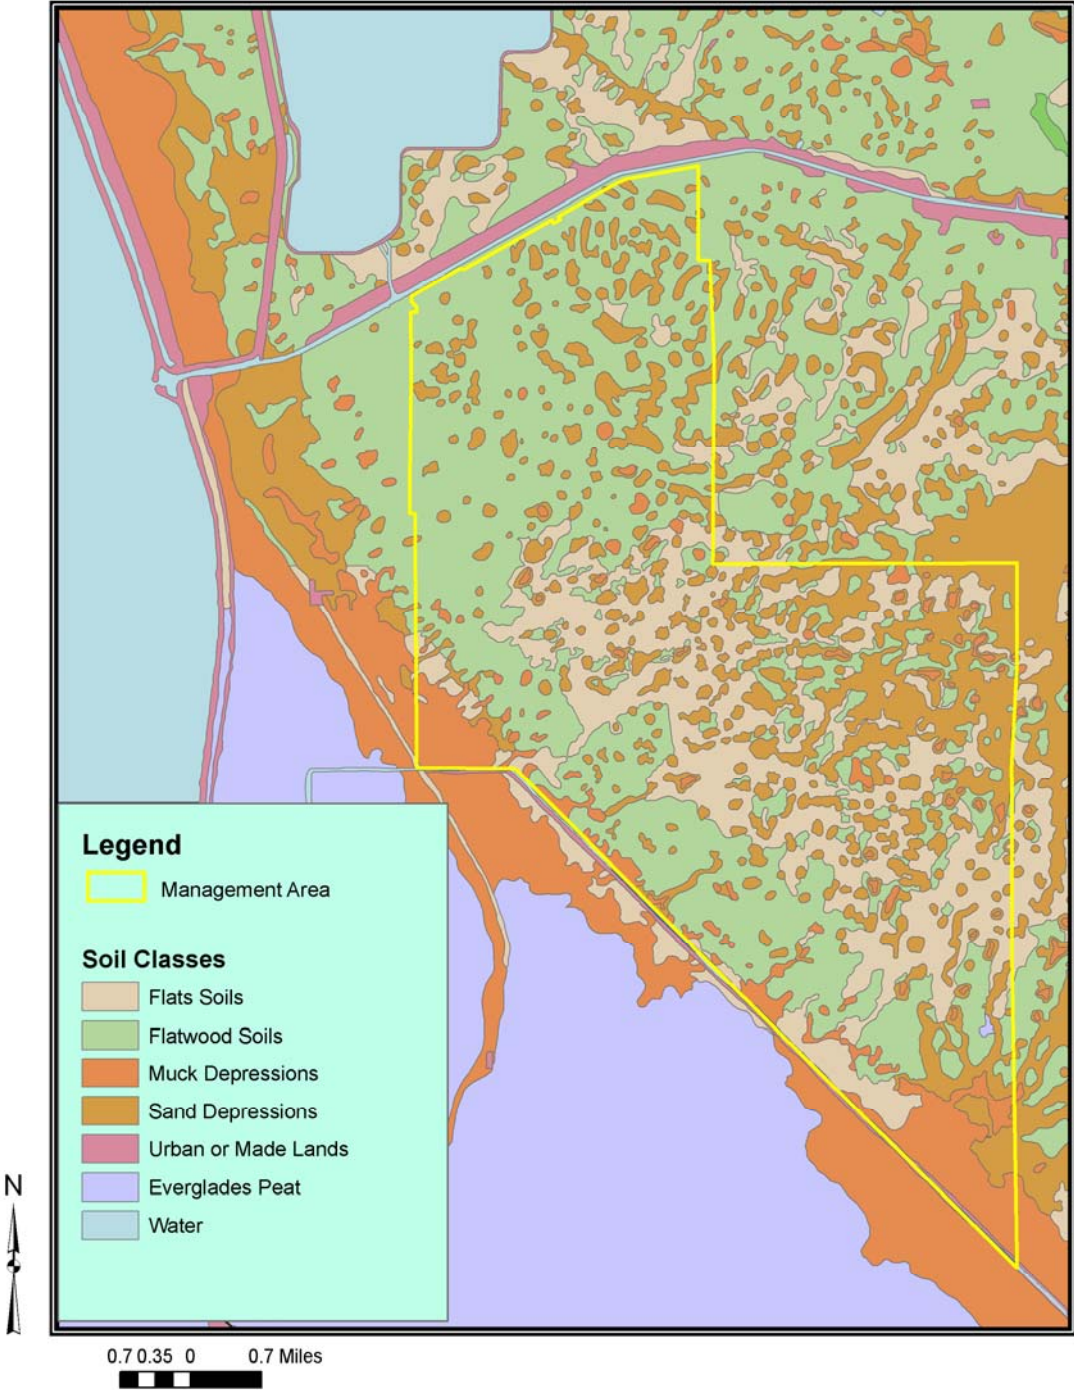 Legend
Management Area
Soil Classes
Flats Soils
Flatwood Soils
Muck Depressions
Sand Depressions
Urban or Made Lands
Everglades Peat
Water
N
0.7 0.35 0 0.7 Miles